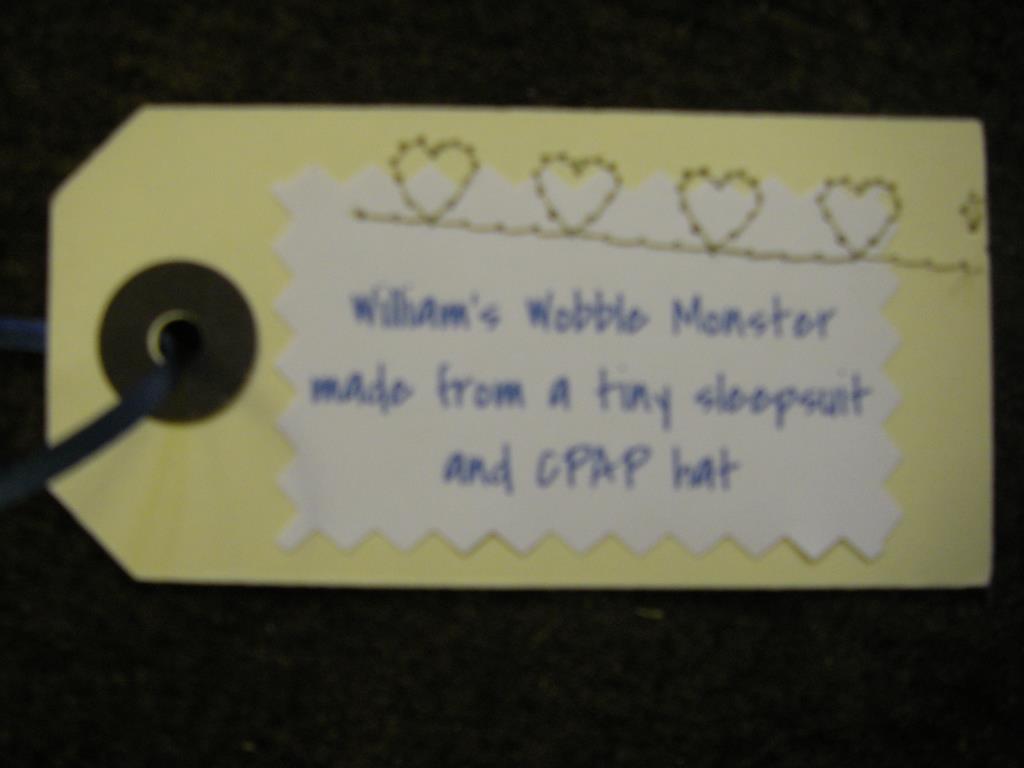 William's Wobble Monster
made from a tiny sleepsuit
and CPAP hat